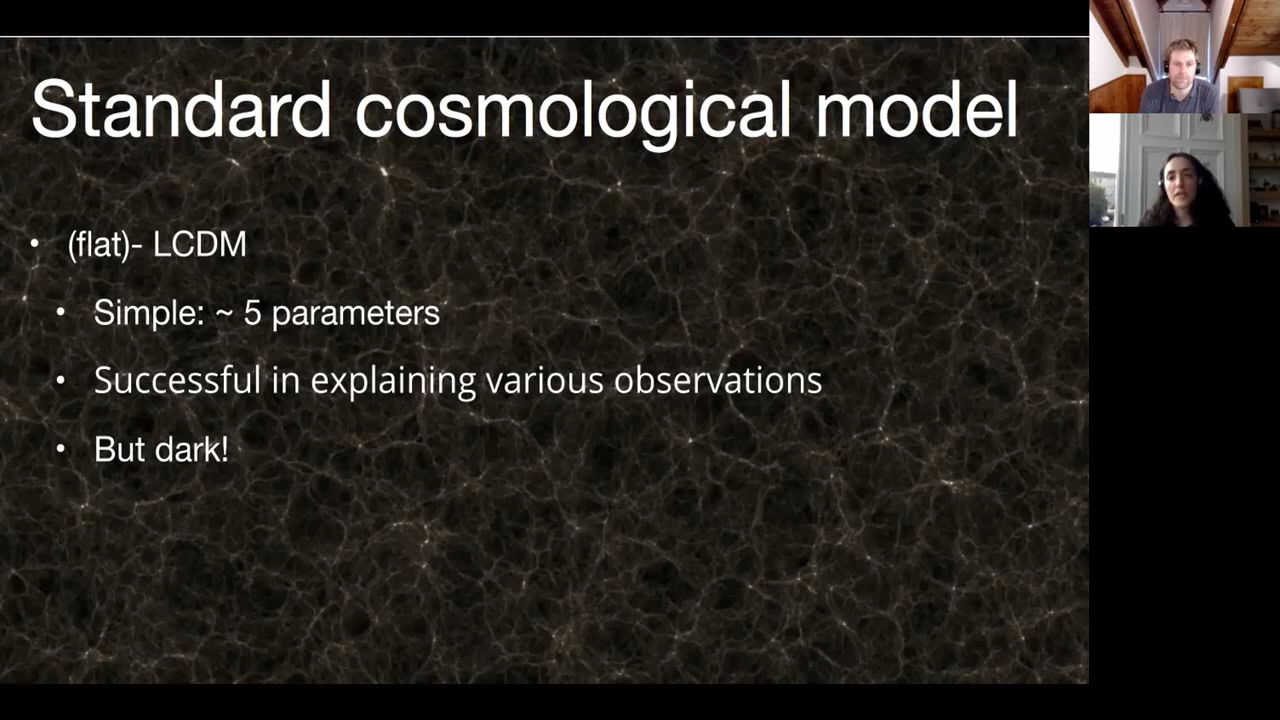 Standard cosmological model
• (flat)- LCDM
• Simple: ~ 5 parameters
• Successful in explaining various observations
• But dark!